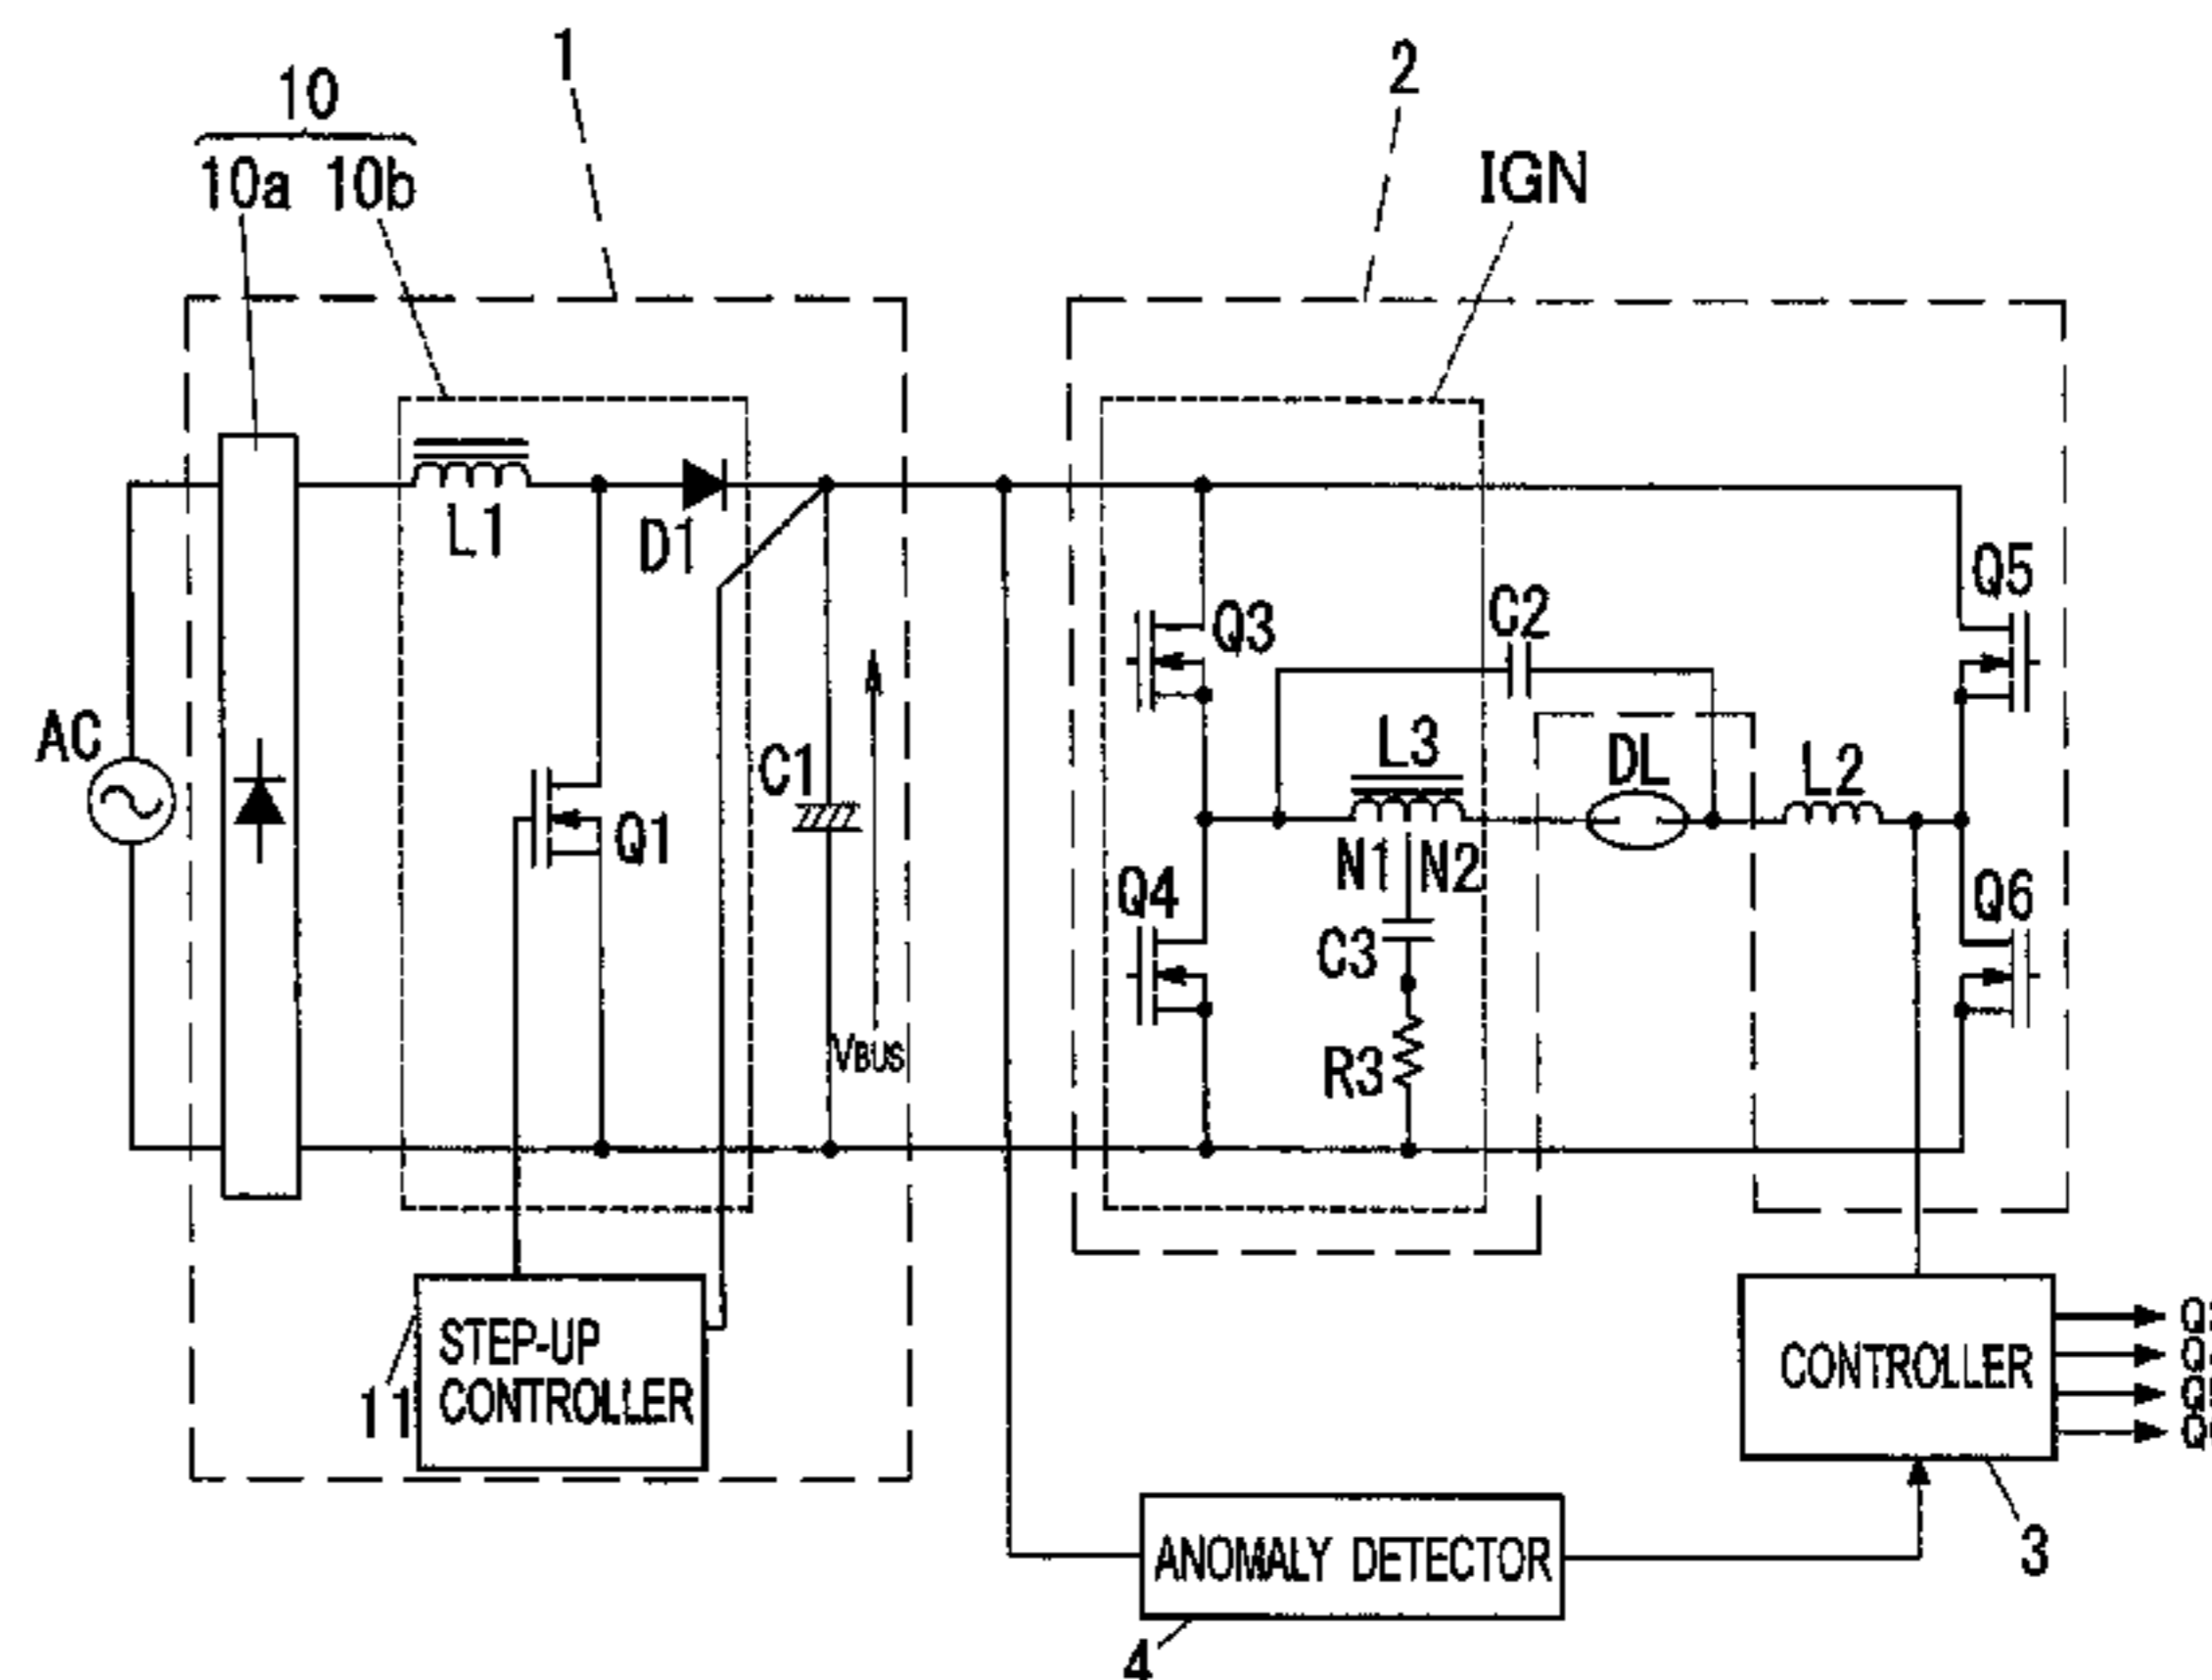 1
2
10
10a 10b
IGN
L1
D1
Q3
C2
Q5
AC
Q1
C1
L3
DL
L2
N1 N2
Q4
Q6
C3
R3
VBUS
STEP-UP
CONTROLLER
11
CONTROLLER
3
ANOMALY DETECTOR
4